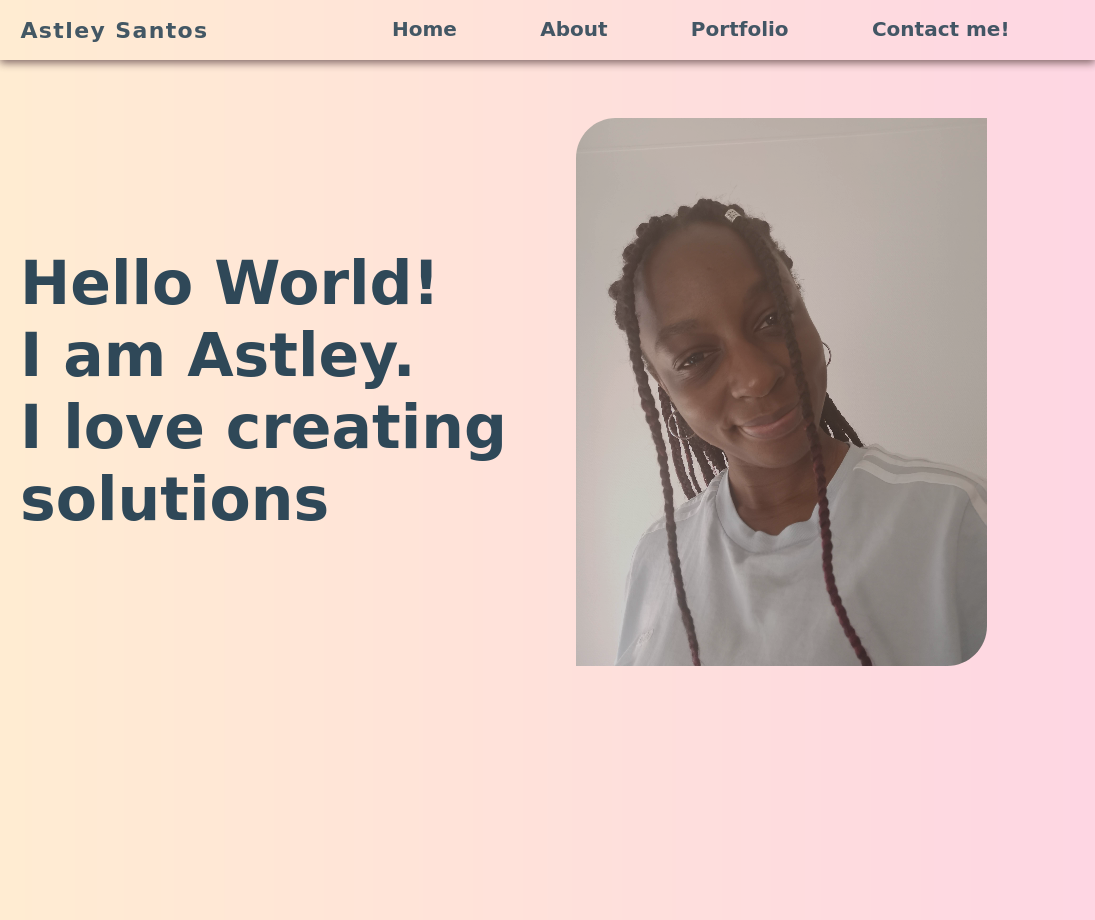 Astley Santos
Home
About
Portfolio
Contact me!
Hello World!
I am Astley.
I love creating
solutions